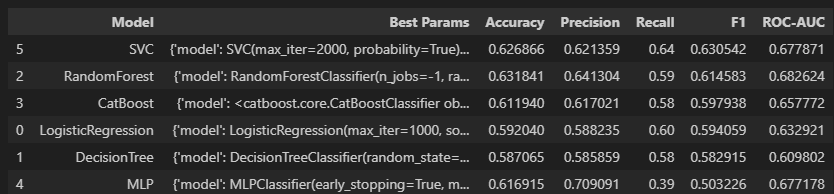 Model Best Params Accuracy Precision Recall F1 ROC-AUC
5 SVC {'model': SVC(max_iter=2000, probability=True)... 0.626866 0.621359 0.64 0.630542 0.677871
2 RandomForest {'model': RandomForestClassifier(n_jobs=-1, ra... 0.631841 0.641304 0.59 0.614583 0.682624
3 CatBoost {'model': <catboost.core.CatBoostClassifier ob... 0.611940 0.617021 0.58 0.597938 0.657772
0 LogisticRegression {'model': LogisticRegression(max_iter=1000, so... 0.592040 0.588235 0.60 0.594059 0.632921
1 DecisionTree {'model': DecisionTreeClassifier(random_state=... 0.587065 0.585859 0.58 0.582915 0.609802
4 MLP {'model': MLPClassifier(early_stopping=True, m... 0.616915 0.709091 0.39 0.503226 0.677178